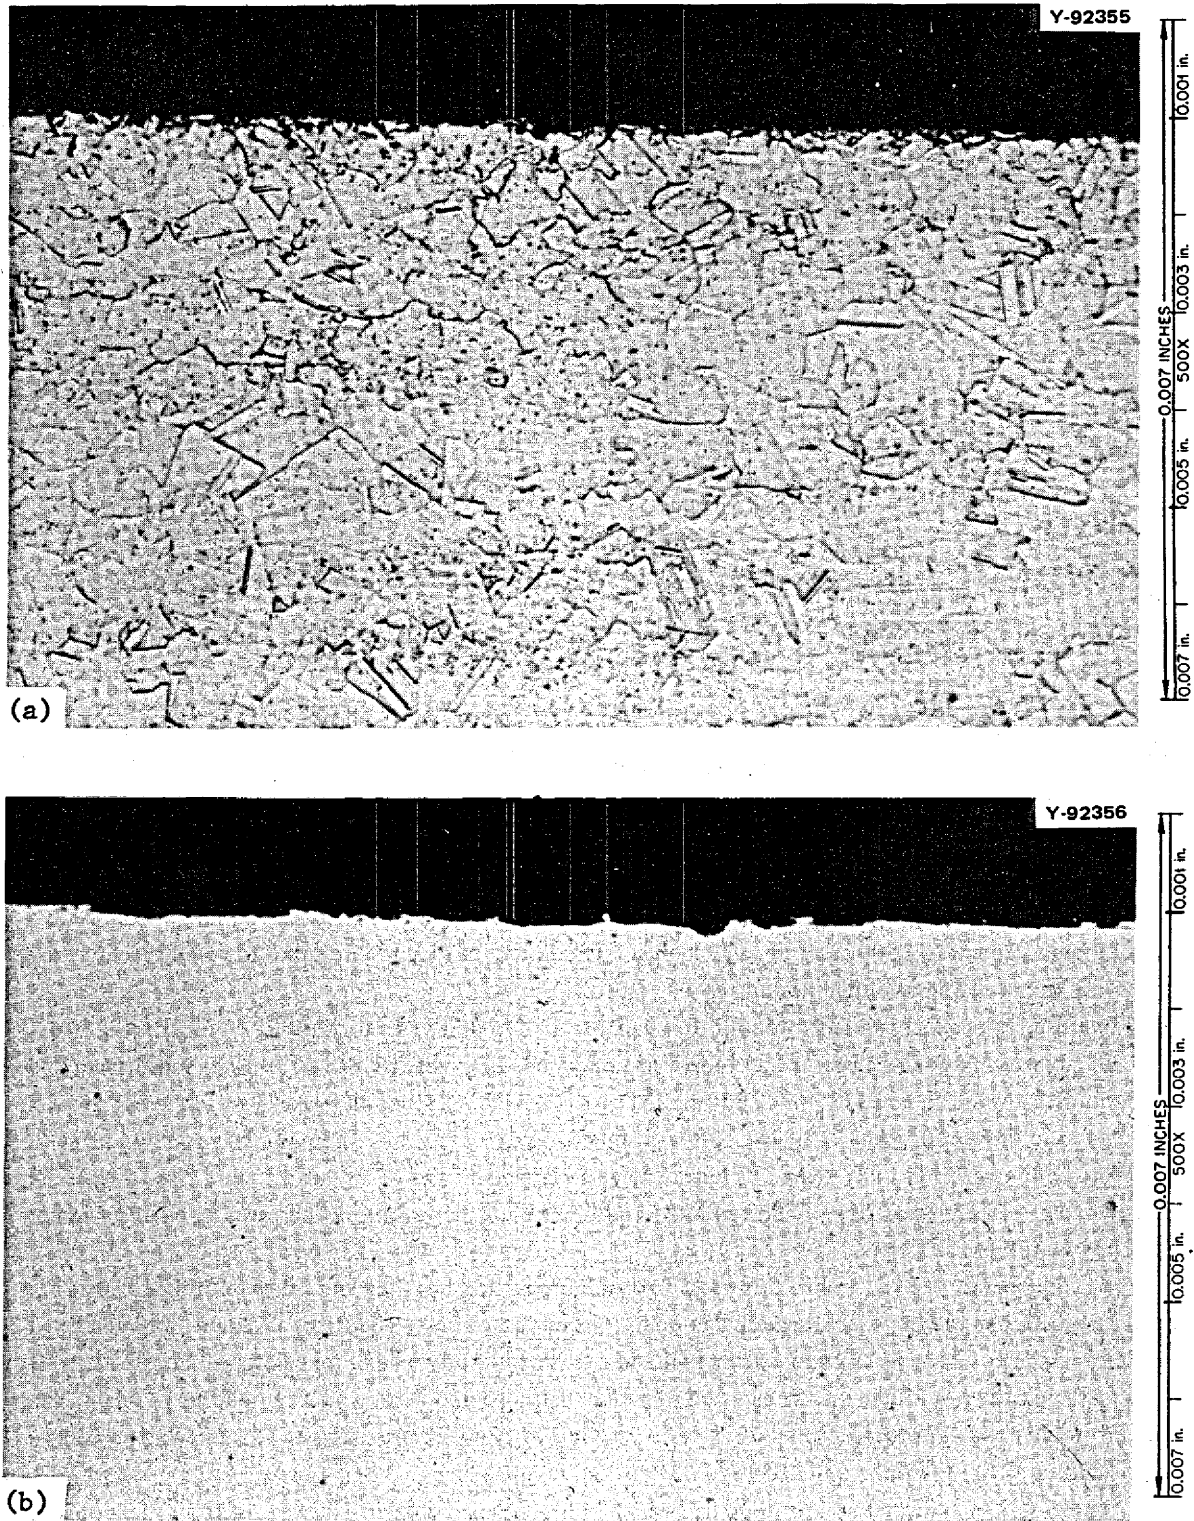 Y-92355
0.001 in.
0.003 in.
0.007 INCHES
500X
0.005 in.
0.007 in.
(a)
Y-92356
0.001 in.
0.003 in.
0.007 INCHES
500X
0.005 in.
0.007 in.
(b)